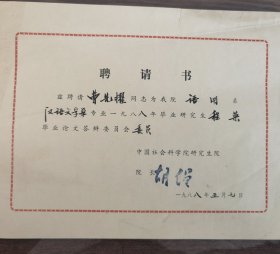 聘请书
兹聘请 曹先擢 同志为我院 语用 系
汉语文字学 专业一九八八年毕业研究生 程荣
毕业论文答辩委员会 委员
中国社会科学院研究生院
院长 胡绳
一九八八年五月七日